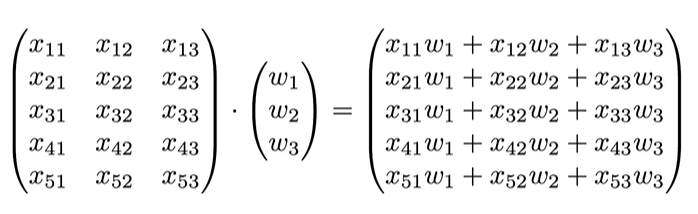 x₁₁ x₁₂ x₁₃ x₁₁w₁ + x₁₂w₂ + x₁₃w₃
x₂₁ x₂₂ x₂₃ w₁ x₂₁w₁ + x₂₂w₂ + x₂₃w₃
x₃₁ x₃₂ x₃₃ · w₂ = x₃₁w₁ + x₃₂w₂ + x₃₃w₃
x₄₁ x₄₂ x₄₃ w₃ x₄₁w₁ + x₄₂w₂ + x₄₃w₃
x₅₁ x₅₂ x₅₃ x₅₁w₁ + x₅₂w₂ + x₅₃w₃